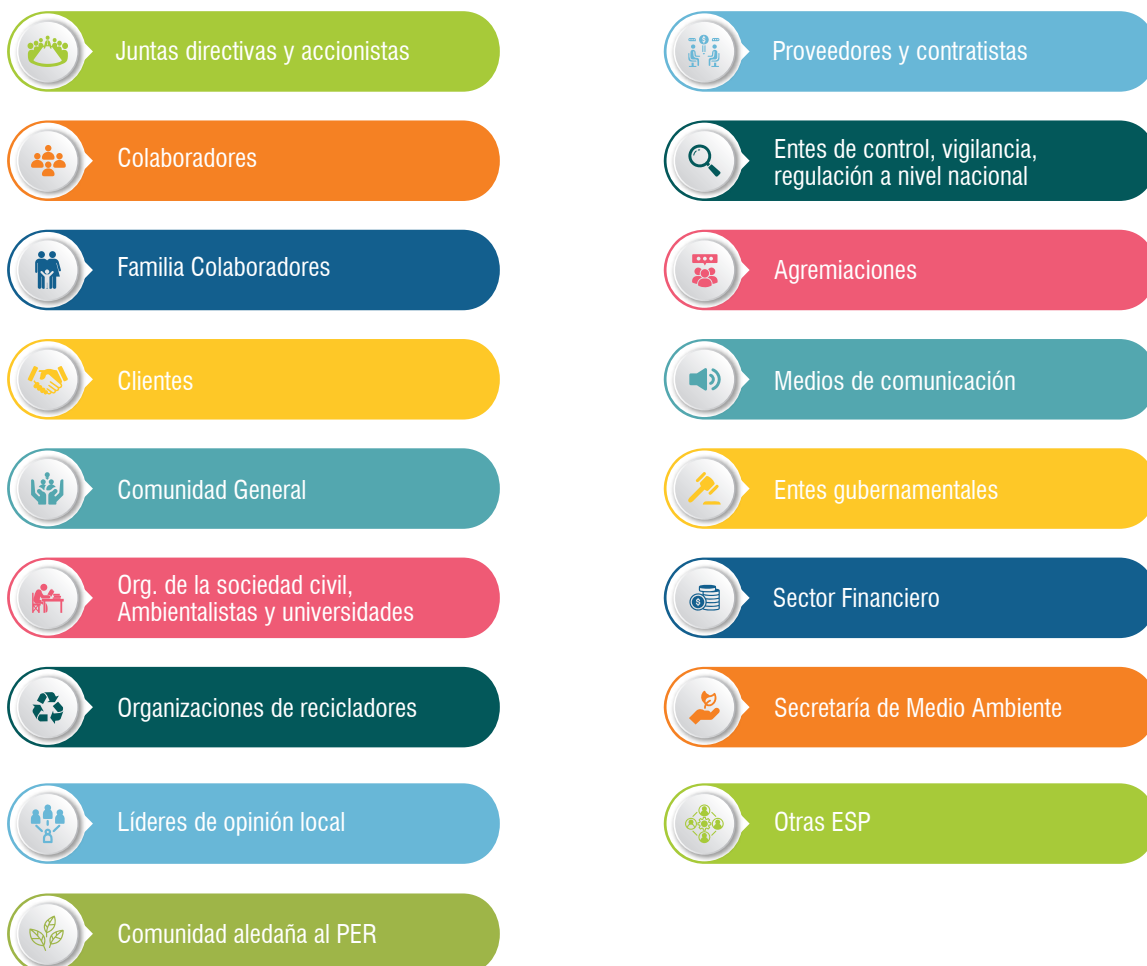 Juntas directivas y accionistas
Colaboradores
Familia Colaboradores
Clientes
Comunidad General
Org. de la sociedad civil,
Ambientalistas y universidades
Organizaciones de recicladores
Líderes de opinión local
Comunidad aledaña al PER
Proveedores y contratistas
Entes de control, vigilancia,
regulación a nivel nacional
Agremiaciones
Medios de comunicación
Entes gubernamentales
Sector Financiero
Secretaría de Medio Ambiente
Otras ESP